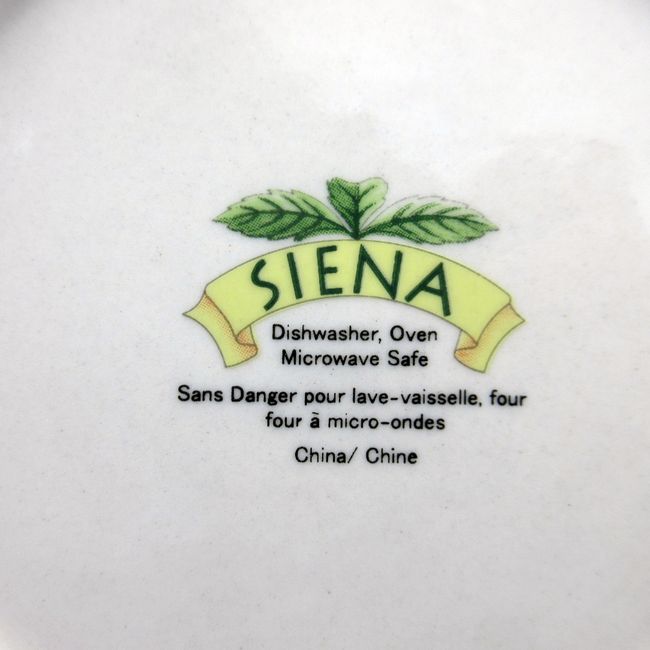 SIENA
Dishwasher, Oven
Microwave Safe
Sans Danger pour lave-vaisselle, four
four à micro-ondes
China/ Chine